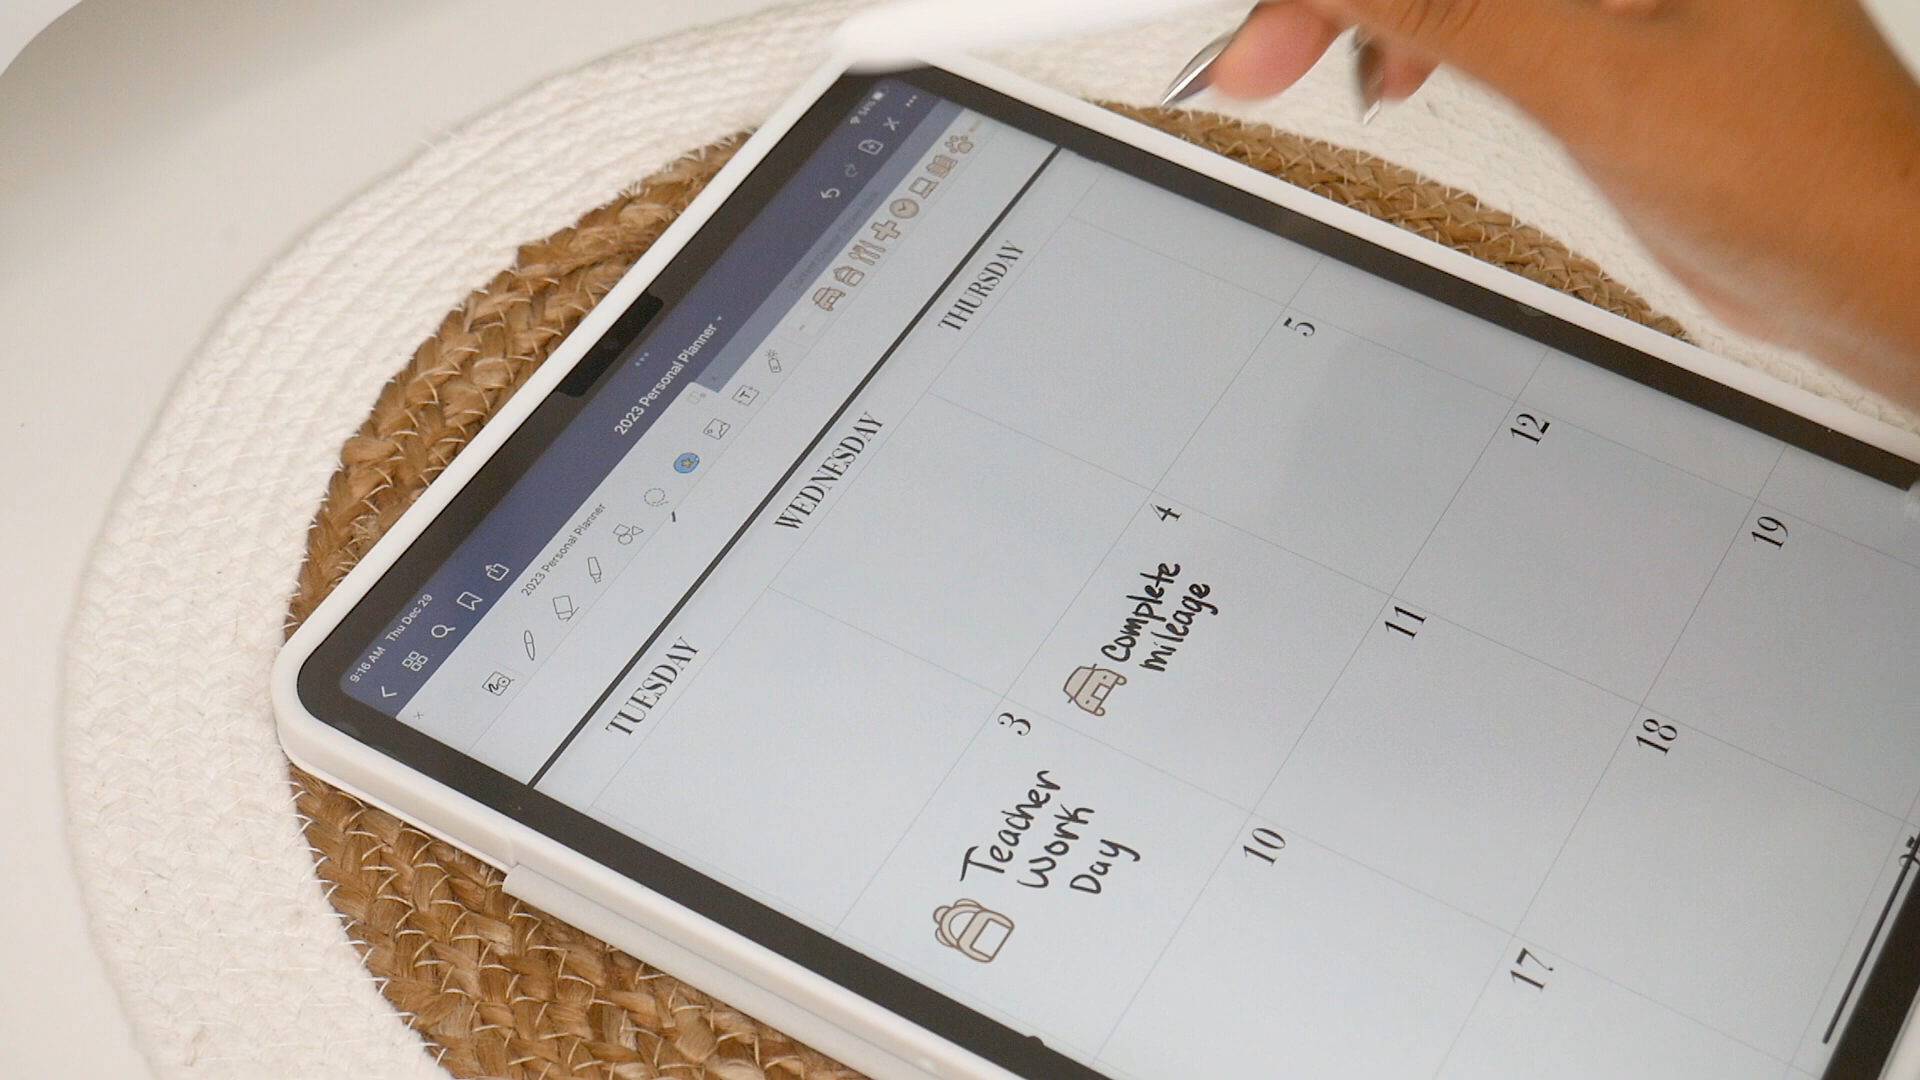 9:16 AM Thu Dec 29
54%
2023 Personal Planner
2023 Personal Planner
TUESDAY
WEDNESDAY
THURSDAY
3
Teacher
Work
Day
4
Complete
mileage
5
10
11
12
17
18
19